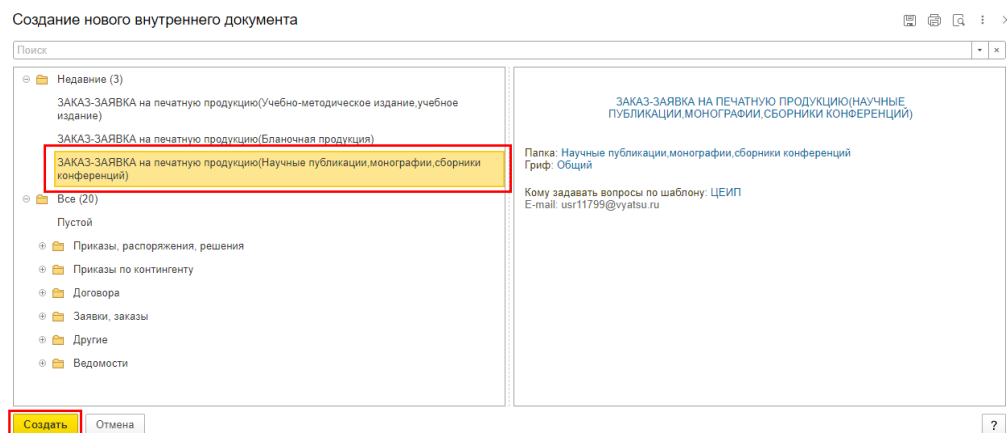 Создание нового внутреннего документа
Поиск
Недавние (3)
ЗАКАЗ-ЗАЯВКА на печатную продукцию(Учебно-методическое издание,учебное
издание)
ЗАКАЗ-ЗАЯВКА на печатную продукцию(Бланочная продукция)
ЗАКАЗ-ЗАЯВКА на печатную продукцию(Научные публикации,монографии,сборники
конференций)
Все (20)
Пустой
Приказы, распоряжения, решения
Приказы по контингенту
Договора
Заявки, заказы
Другие
Ведомости
ЗАКАЗ-ЗАЯВКА НА ПЕЧАТНУЮ ПРОДУКЦИЮ(НАУЧНЫЕ
ПУБЛИКАЦИИ,МОНОГРАФИИ,СБОРНИКИ КОНФЕРЕНЦИЙ)
Папка: Научные публикации,монографии,сборники конференций
Гриф: Общий
Кому задавать вопросы по шаблону: ЦЕИП
E-mail: usr11799@vyatsu.ru
Создать
Отмена
?